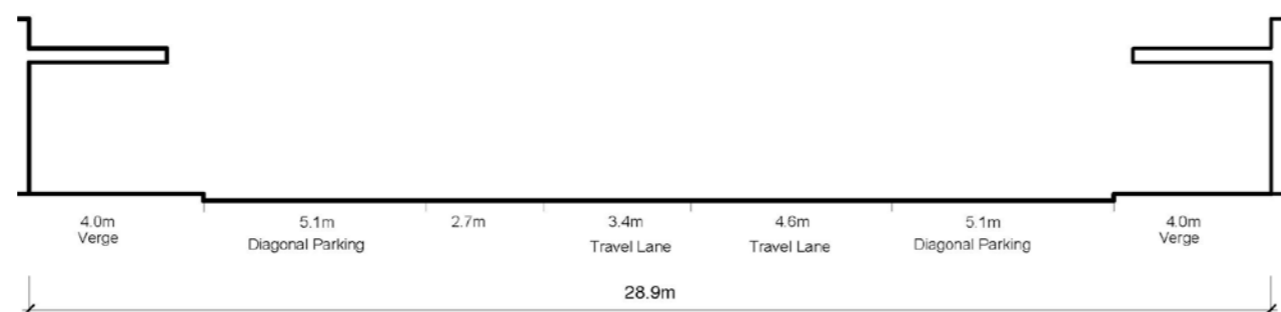 4.0m 5.1m 2.7m 3.4m 4.6m 5.1m 4.0m
Verge Diagonal Parking Travel Lane Travel Lane Diagonal Parking Verge
28.9m